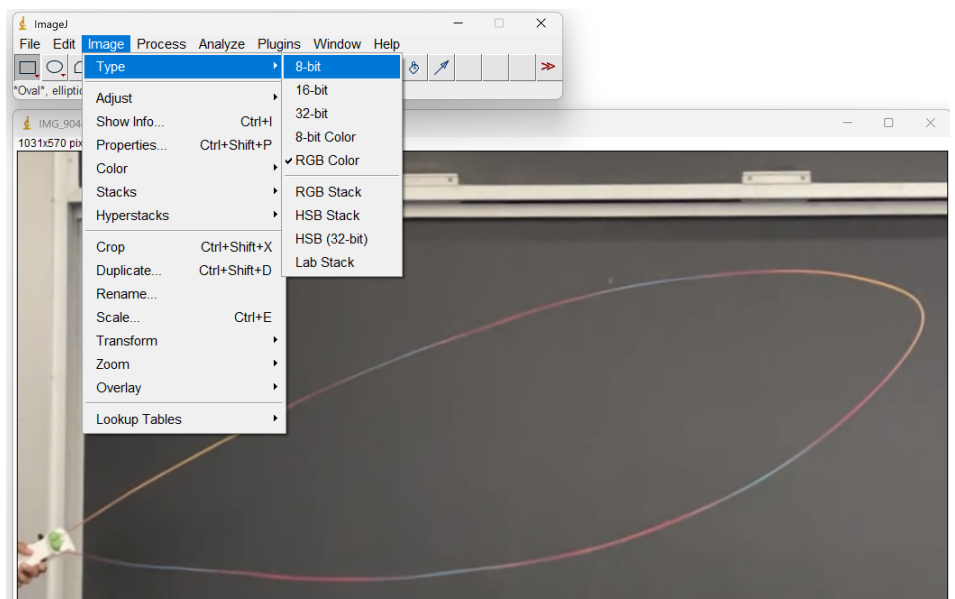 ImageJ
File Edit Image Process Analyze Plugins Window Help
*Oval*, elliptic
Type
Adjust
Show Info... Ctrl+I
Properties... Ctrl+Shift+P
Color
Stacks
Hyperstacks
Crop Ctrl+Shift+X
Duplicate... Ctrl+Shift+D
Rename...
Scale... Ctrl+E
Transform
Zoom
Overlay
Lookup Tables
8-bit
16-bit
32-bit
8-bit Color
RGB Color
RGB Stack
HSB Stack
HSB (32-bit)
Lab Stack
IMG_904
1031x570 pix